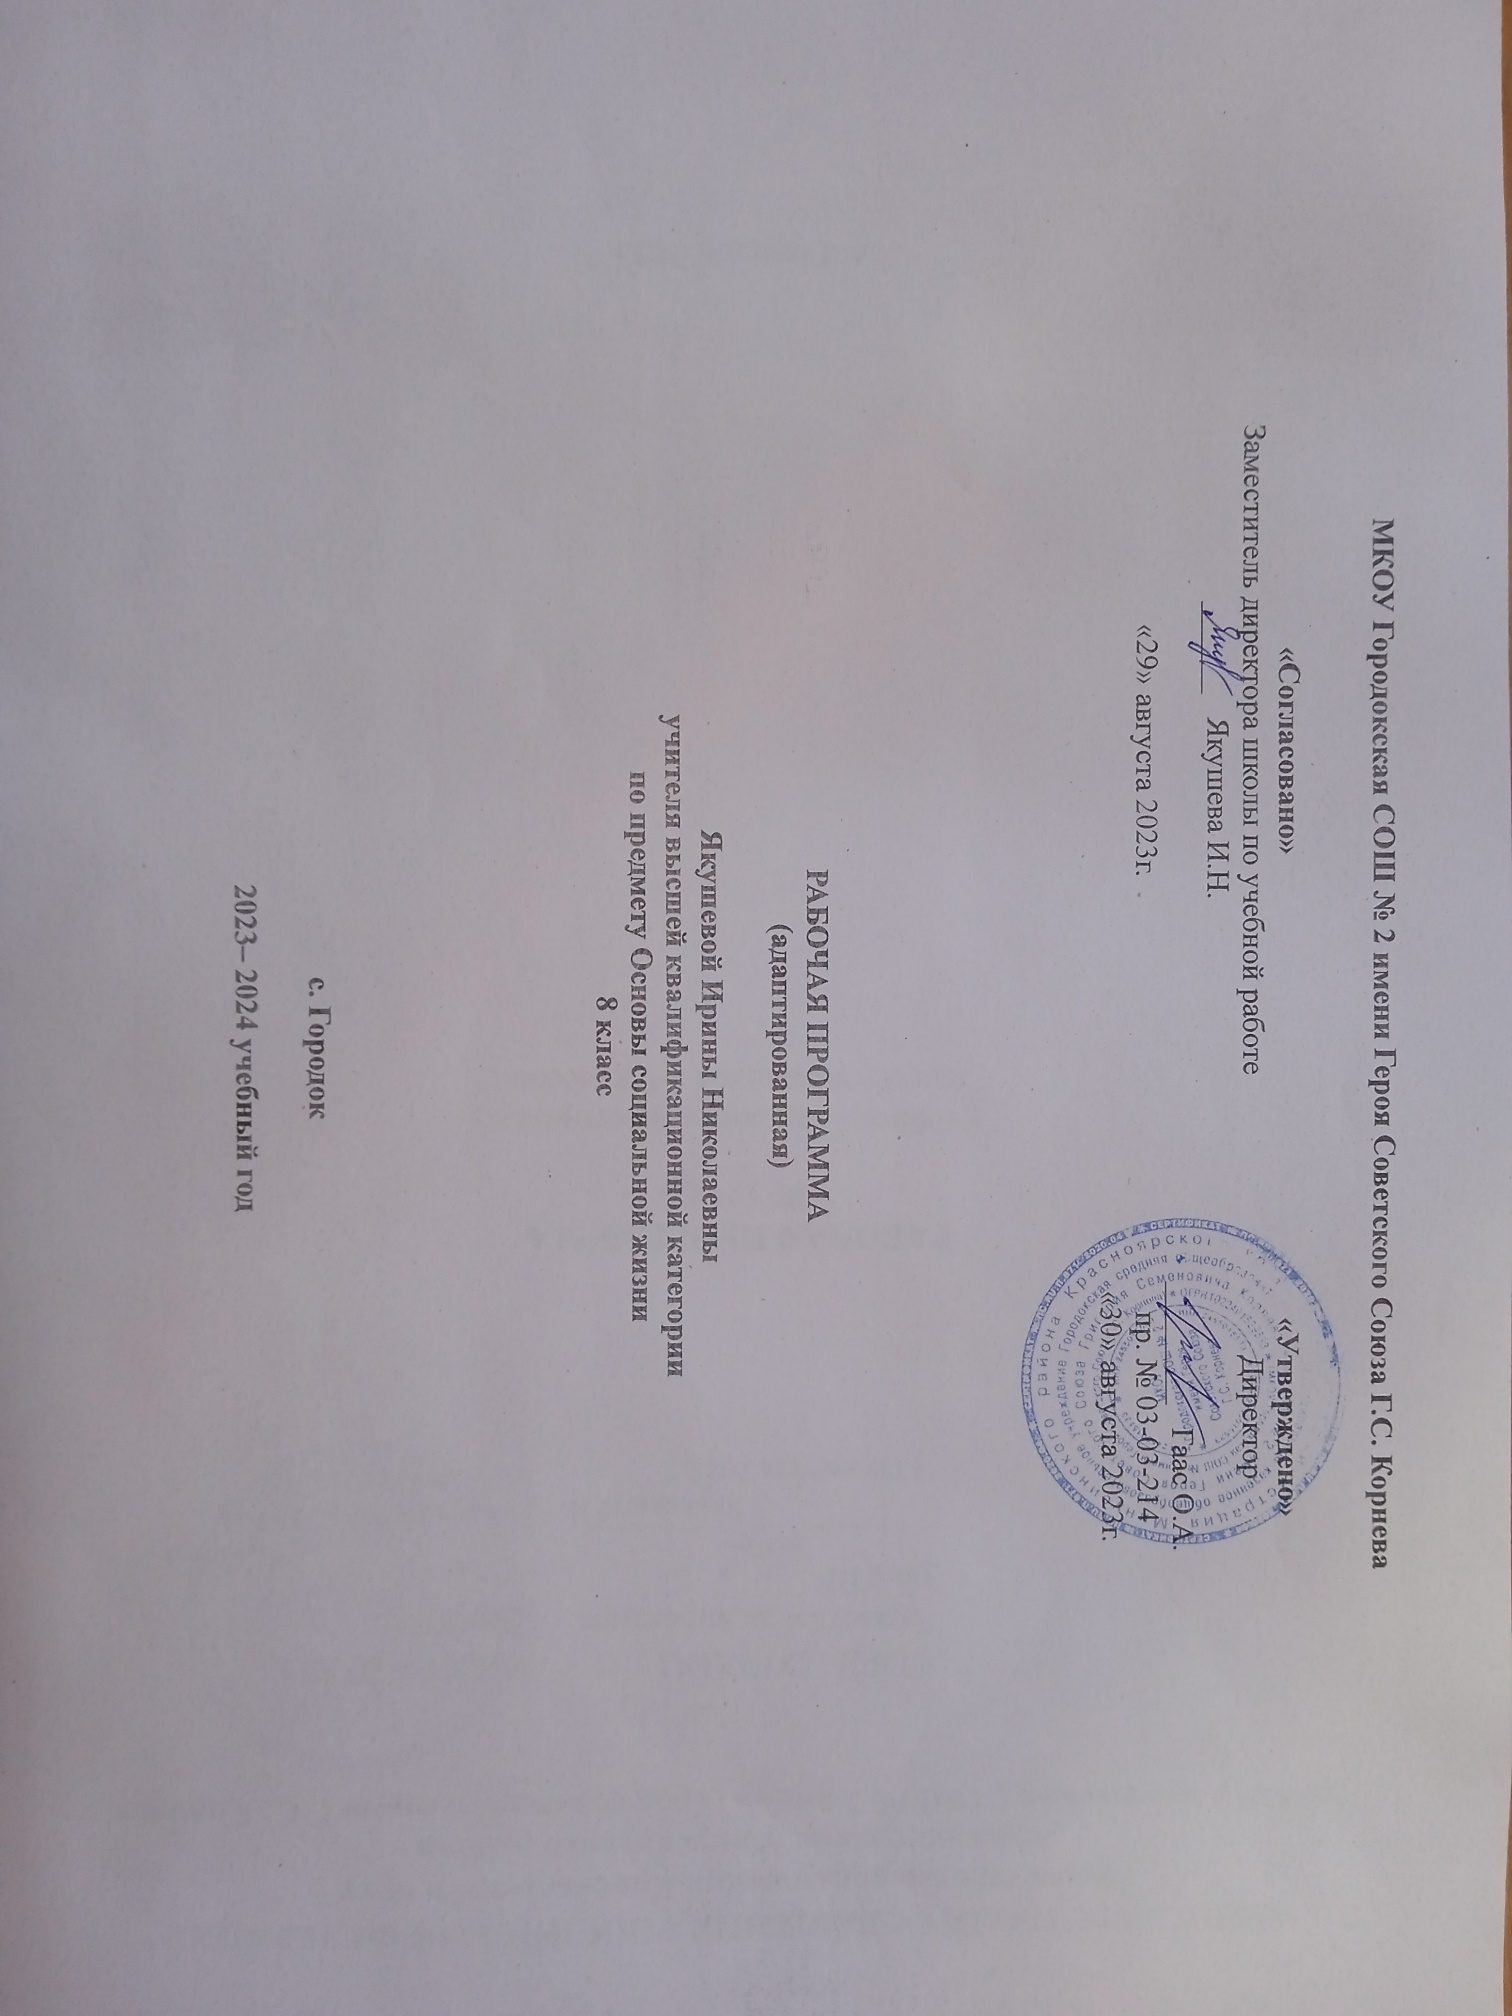 МКОУ Городокская СОШ № 2 имени Героя Советского Союза Г.С. Корнева
«Согласовано»
Заместитель директора школы по учебной работе
Якушева И.Н.
«29» августа 2023г.
«Утверждено»
Директор
Гаас О.А.
пр. № 03-03-214
«30» августа 2023г.
РАБОЧАЯ ПРОГРАММА
(адаптированная)
Якушевой Ирины Николаевны
учителя высшей квалификационной категории
по предмету Основы социальной жизни
8 класс
с. Городок
2023– 2024 учебный год